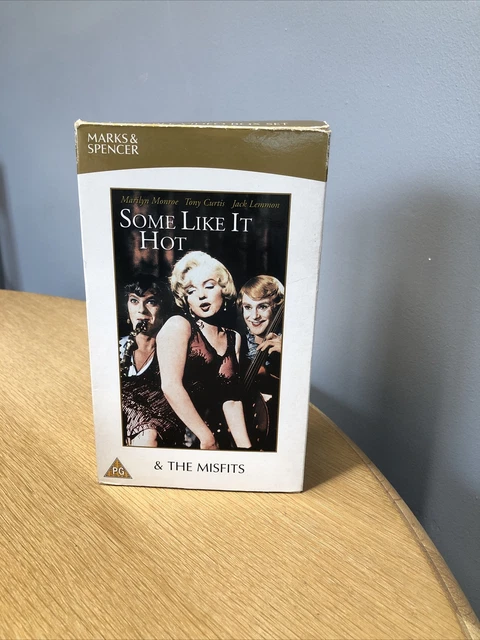 MARKS &
SPENCER
Marilyn Monroe Tony Curtis Jack Lemmon
SOME LIKE IT
HOT
PG
& THE MISFITS